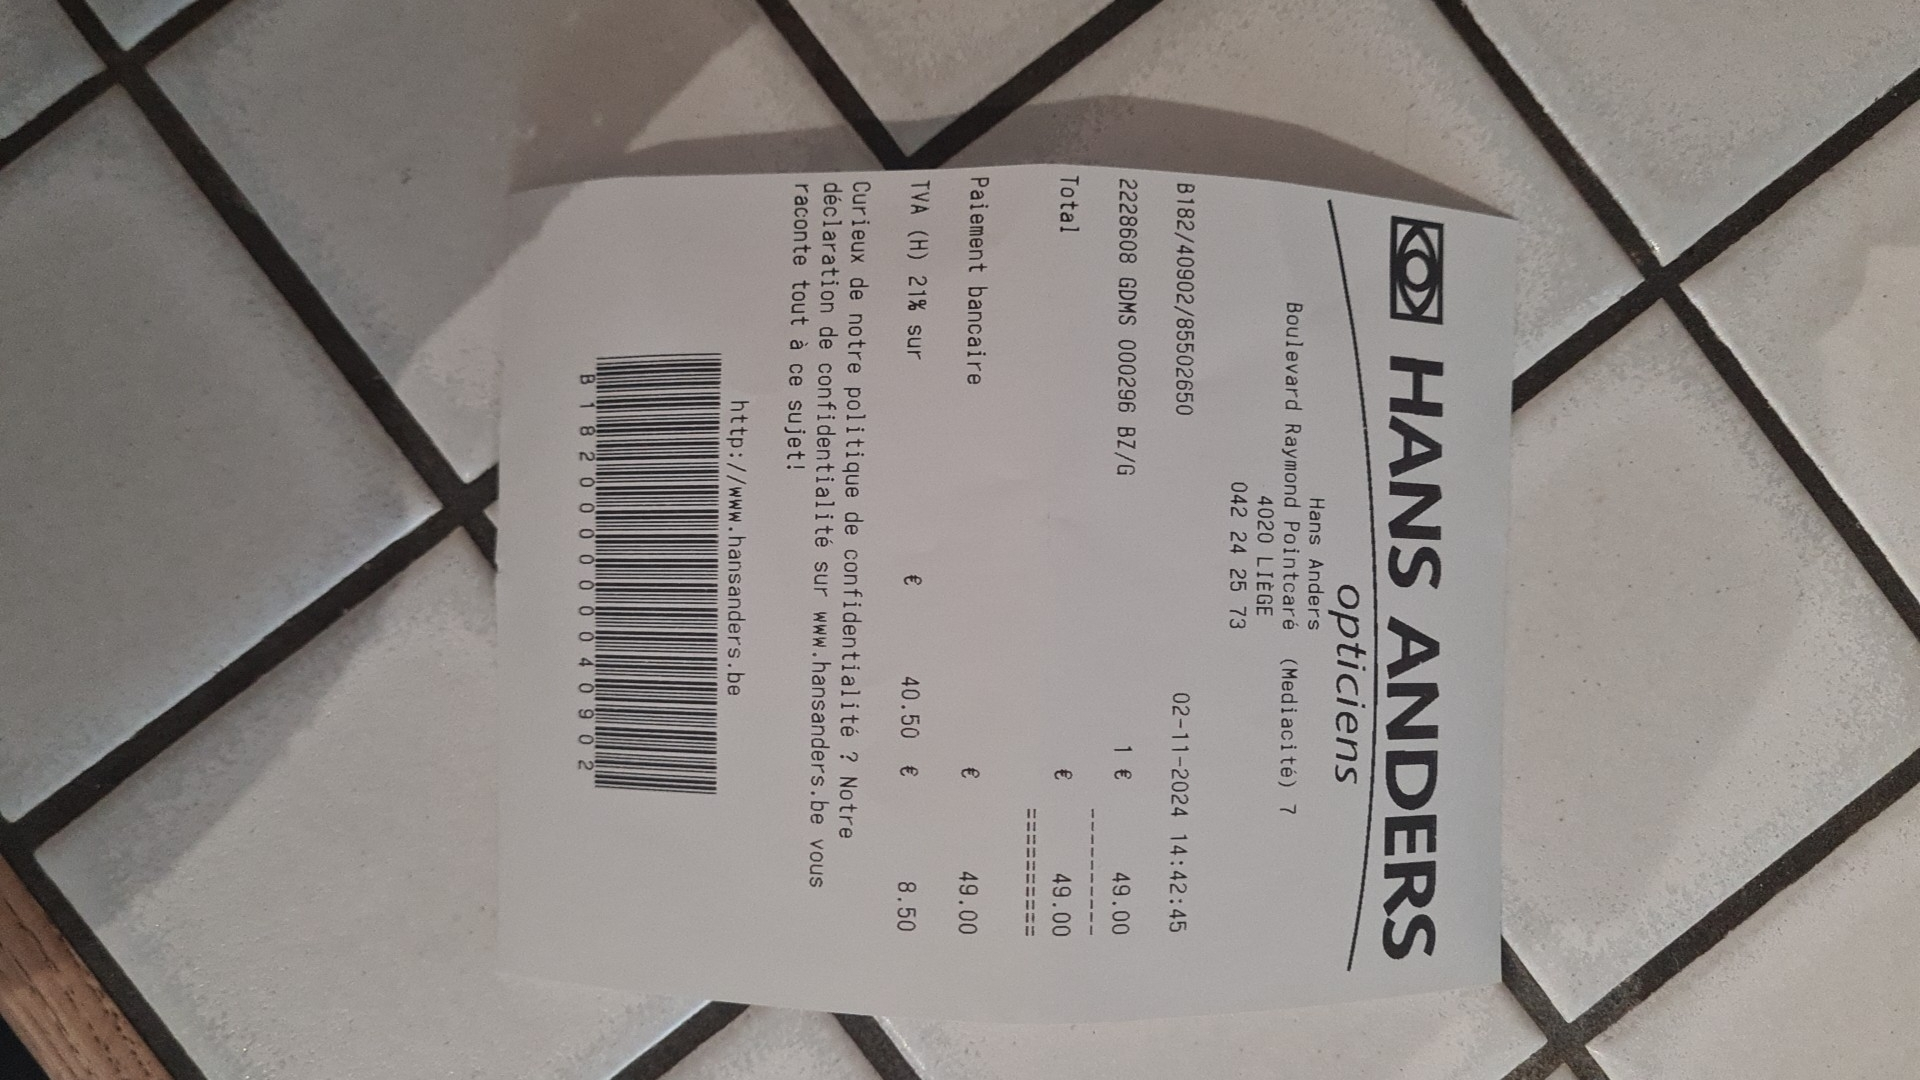 HANS ANDERS
opticiens
Hans Anders
Boulevard Raymond Pointcaré (Mediacité) 7
4020 LIÈGE
042 24 25 73
B182/40902/85502650 02-11-2024 14:42:45
2228608 GDMS 000296 BZ/G 1 € 49.00
---------
Total € 49.00
=========
Paiement bancaire € 49.00
TVA (H) 21% sur € 40.50 € 8.50
Curieux de notre politique de confidentialité ? Notre
déclaration de confidentialité sur www.hansanders.be vous
raconte tout à ce sujet!
http://www.hansanders.be
B182000000040902